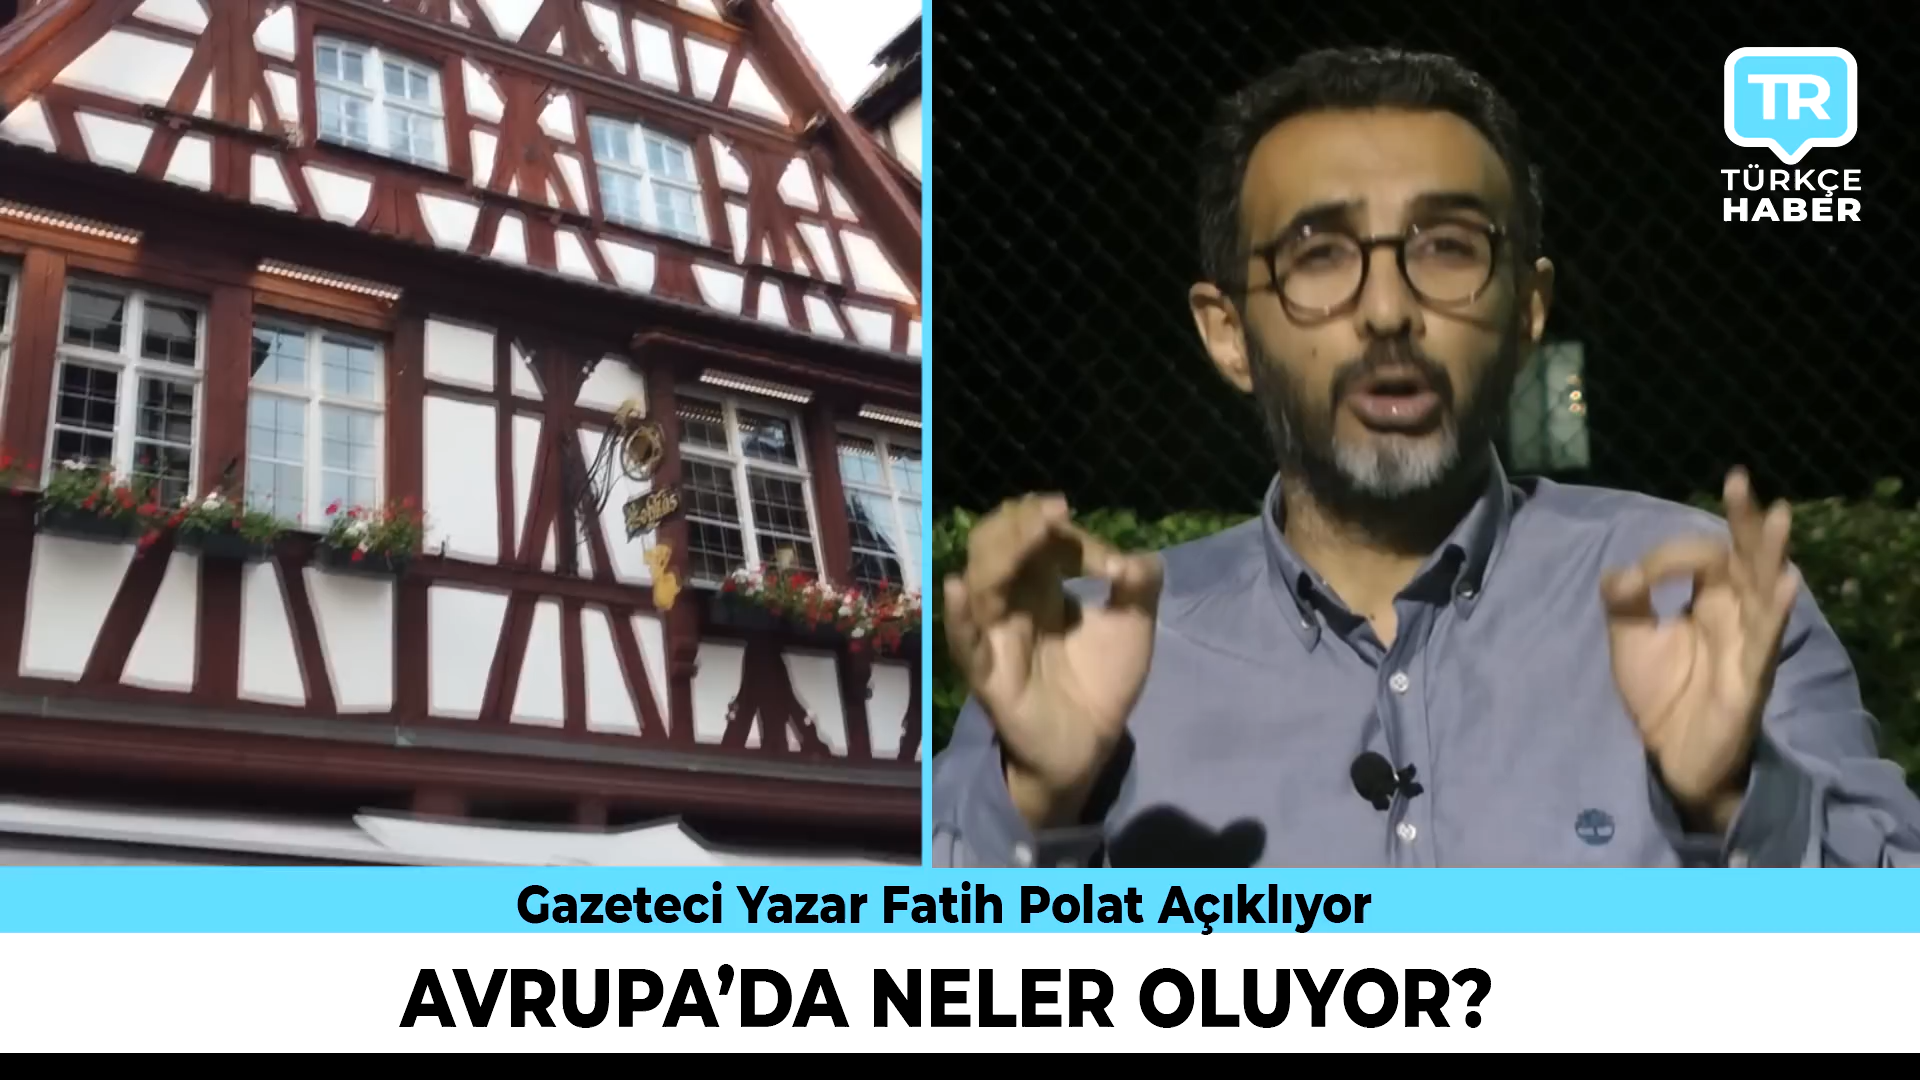 TR
TÜRKÇE
HABER
Gazeteci Yazar Fatih Polat Açıklıyor
AVRUPA’DA NELER OLUYOR?